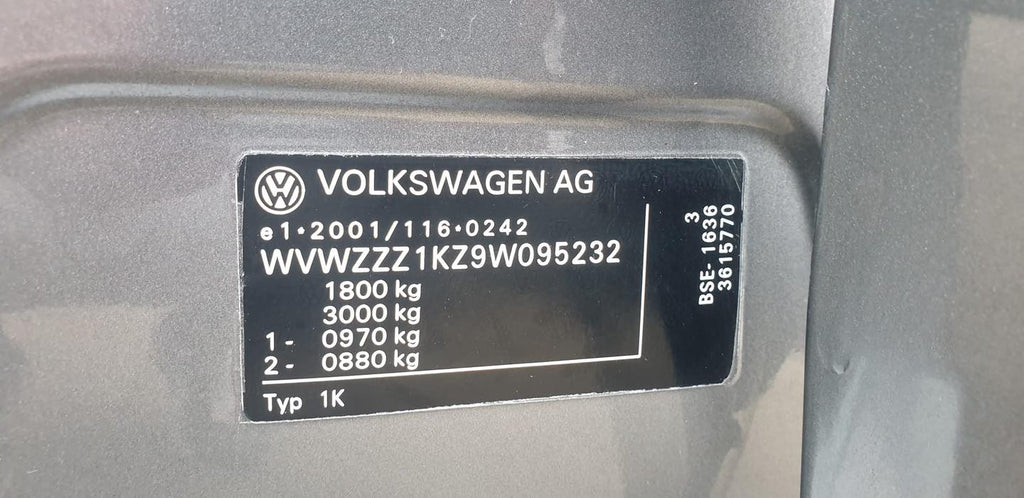 VOLKSWAGEN AG
e1*2001/116*0242
WVWZZZ1KZ9W095232
1800 kg
3000 kg
1- 0970 kg
2- 0880 kg
Typ 1K
3
BSE-1636
3615770